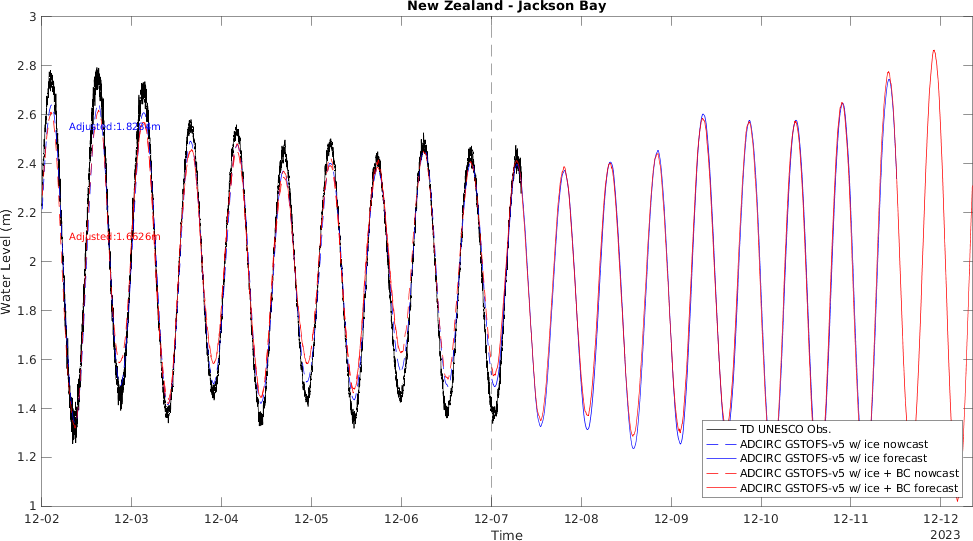 New Zealand - Jackson Bay
3
2.8
2.6
2.4
2.2
2
1.8
1.6
1.4
1.2
1
Water Level (m)
Adjusted:1.8284m
Adjusted:1.6526m
TD UNESCO Obs.
ADCIRC GSTOFS-v5 w/ ice nowcast
ADCIRC GSTOFS-v5 w/ ice forecast
ADCIRC GSTOFS-v5 w/ ice + BC nowcast
ADCIRC GSTOFS-v5 w/ ice + BC forecast
12-02 12-03 12-04 12-05 12-06 12-07 12-08 12-09 12-10 12-11 12-12
Time
2023